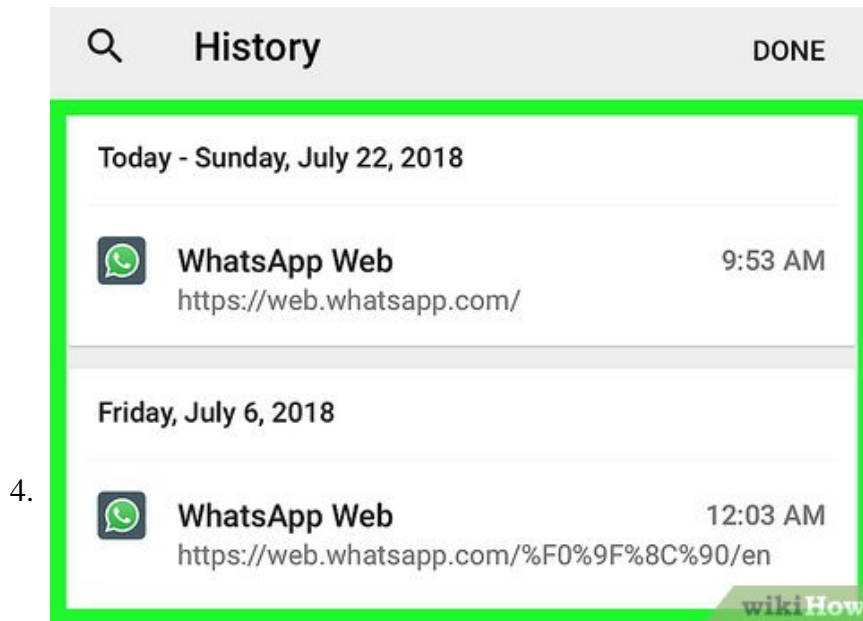 History DONE
Today - Sunday, July 22, 2018
WhatsApp Web 9:53 AM
https://web.whatsapp.com/
Friday, July 6, 2018
4.
WhatsApp Web 12:03 AM
https://web.whatsapp.com/%F0%9F%8C%90/en
wikiHow